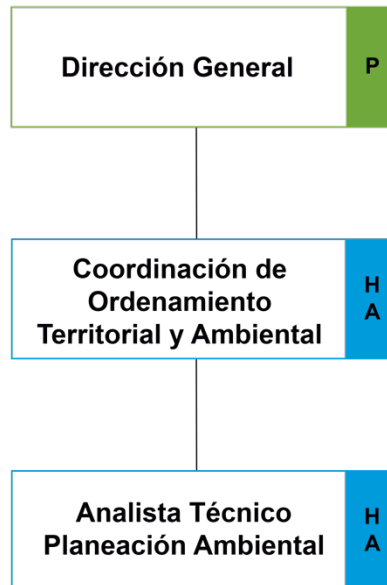 Dirección General
P
Coordinación de
Ordenamiento
Territorial y Ambiental
H
A
Analista Técnico
Planeación Ambiental
H
A